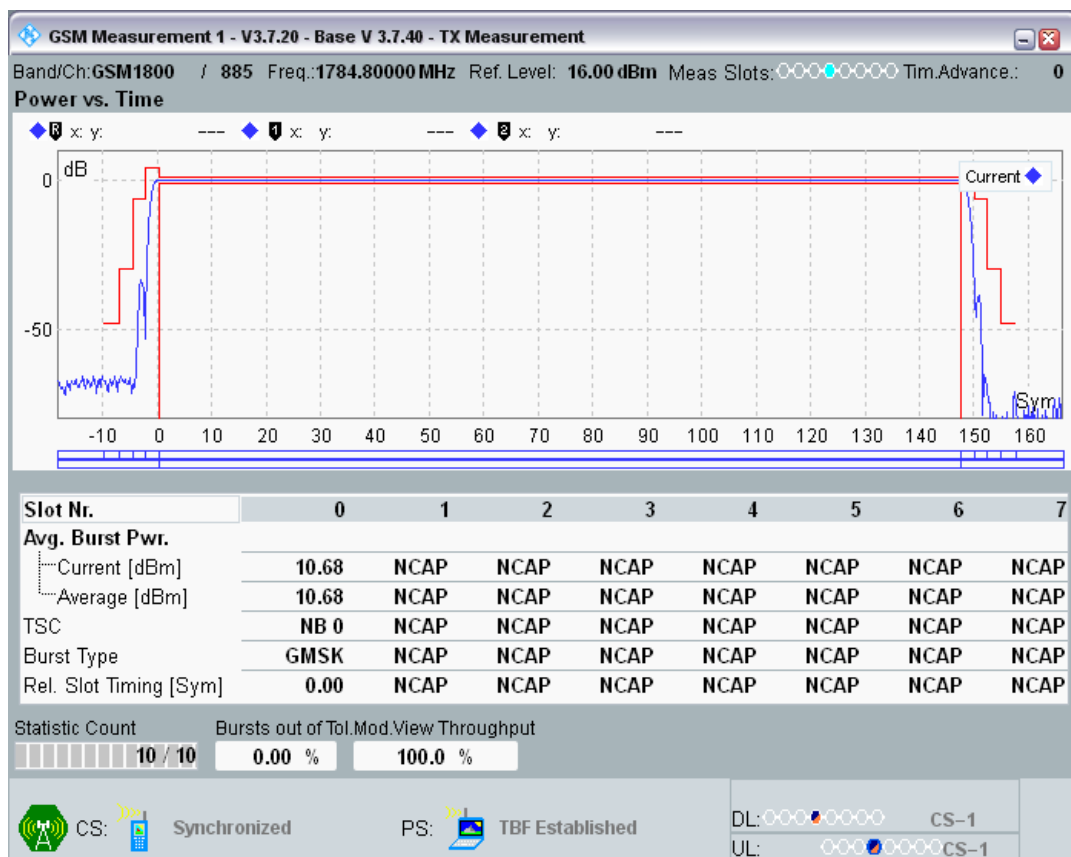 GSM Measurement 1 - V3.7.20 - Base V 3.7.40 - TX Measurement
Band/Ch:GSM1800 / 885 Freq.:1784.80000 MHz Ref. Level: 16.00 dBm Meas Slots: Tim.Advance.: 0
Power vs. Time
R x: y: --- 1 x: y: --- 2 x: y: ---
dB
Current
0
-50
Sym
-10 0 10 20 30 40 50 60 70 80 90 100 110 120 130 140 150 160
Slot Nr. 0 1 2 3 4 5 6 7
Avg. Burst Pwr.
Current [dBm] 10.68 NCAP NCAP NCAP NCAP NCAP NCAP NCAP
Average [dBm] 10.68 NCAP NCAP NCAP NCAP NCAP NCAP NCAP
TSC NB 0 NCAP NCAP NCAP NCAP NCAP NCAP NCAP
Burst Type GMSK NCAP NCAP NCAP NCAP NCAP NCAP NCAP
Rel. Slot Timing [Sym] 0.00 NCAP NCAP NCAP NCAP NCAP NCAP NCAP
Statistic Count Bursts out of Tol.Mod.View Throughput
10 / 10 0.00 % 100.0 %
CS: Synchronized PS: TBF Established DL: CS-1
UL: CS-1